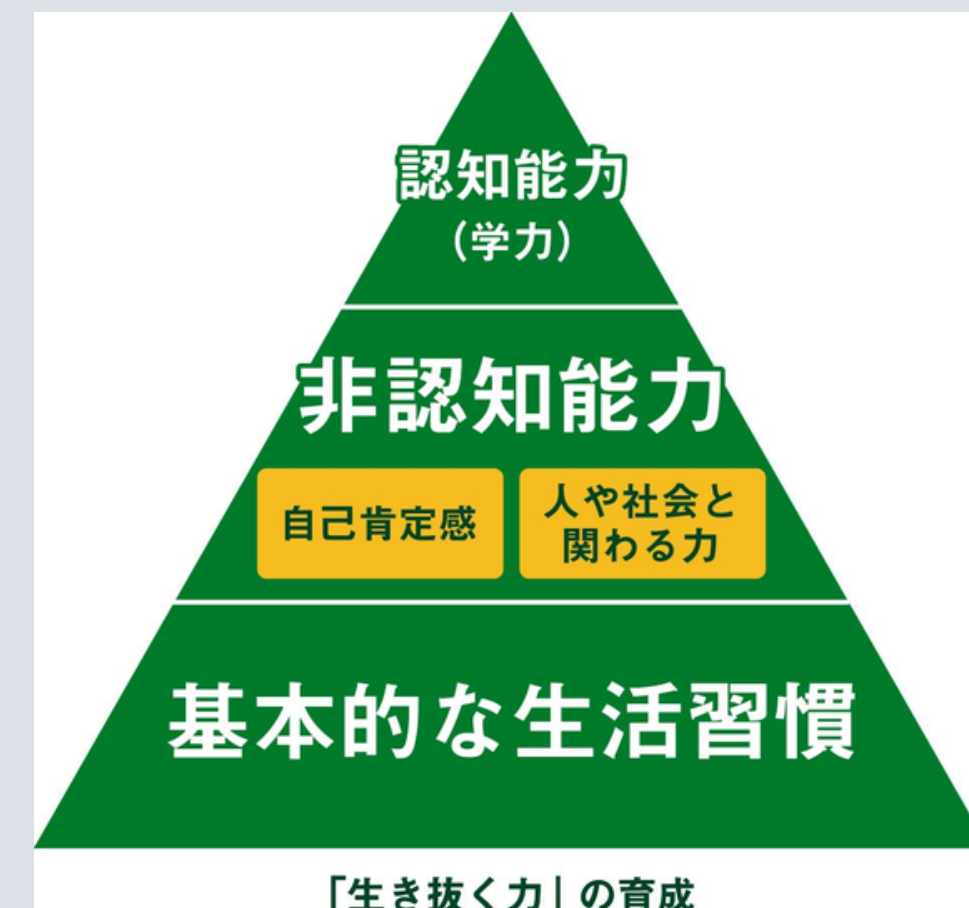 認知能力
（学力）
非認知能力
自己肯定感
人や社会と
関わる力
基本的な生活習慣
「生き抜く力」の育成